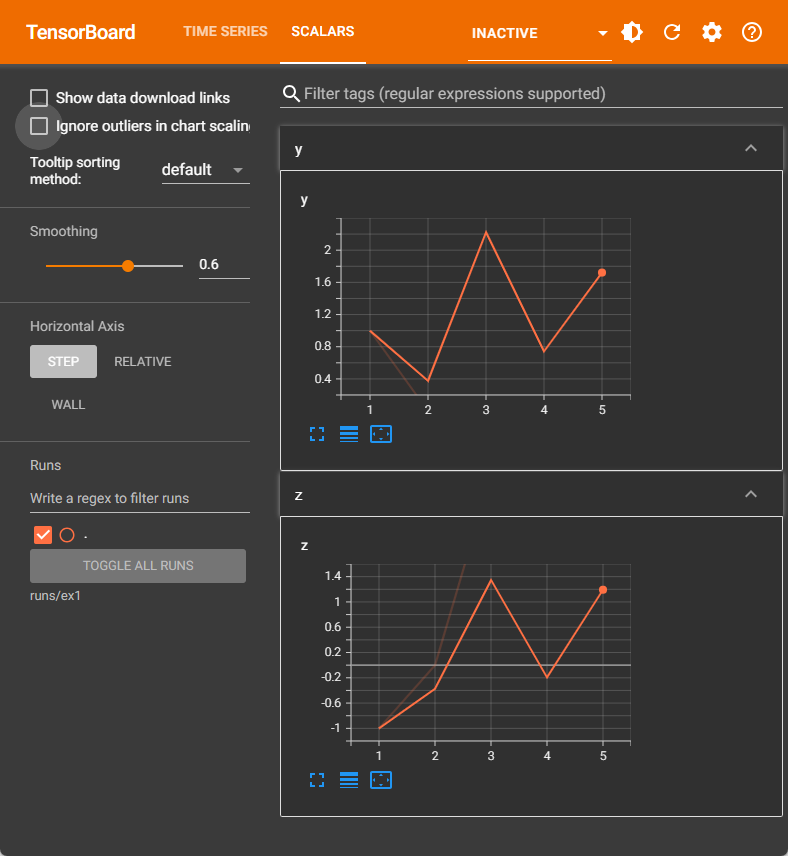 TensorBoard TIME SERIES SCALARS INACTIVE
Show data download links
Ignore outliers in chart scalin
Tooltip sorting
method:
default
Smoothing
0.6
Horizontal Axis
STEP RELATIVE
WALL
Runs
Write a regex to filter runs
.
TOGGLE ALL RUNS
runs/ex1
Filter tags (regular expressions supported)
y
y
2
1.6
1.2
0.8
0.4
1 2 3 4 5
z
z
1.4
1
0.6
0.2
-0.2
-0.6
-1
1 2 3 4 5